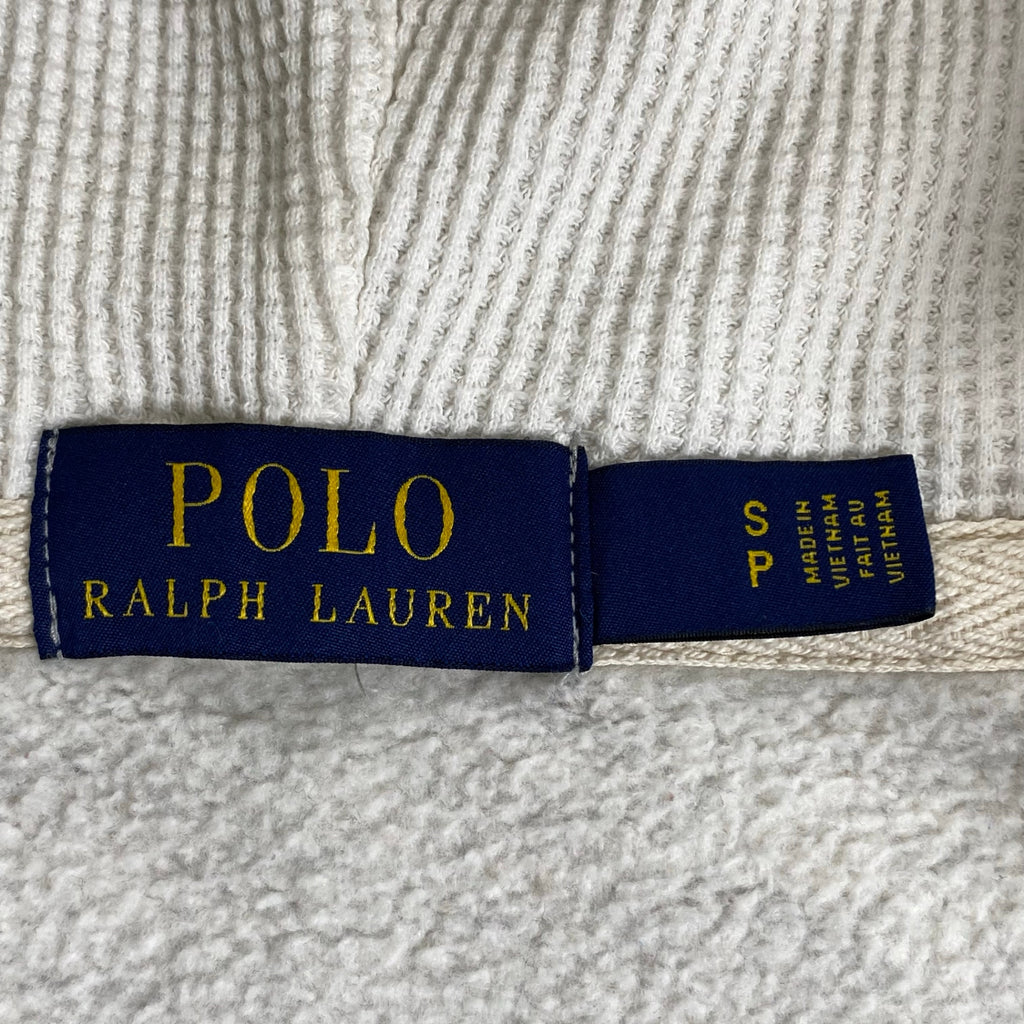 POLO
RALPH LAUREN
S
P
MADE IN
VIETNAM
FAIT AU
VIETNAM